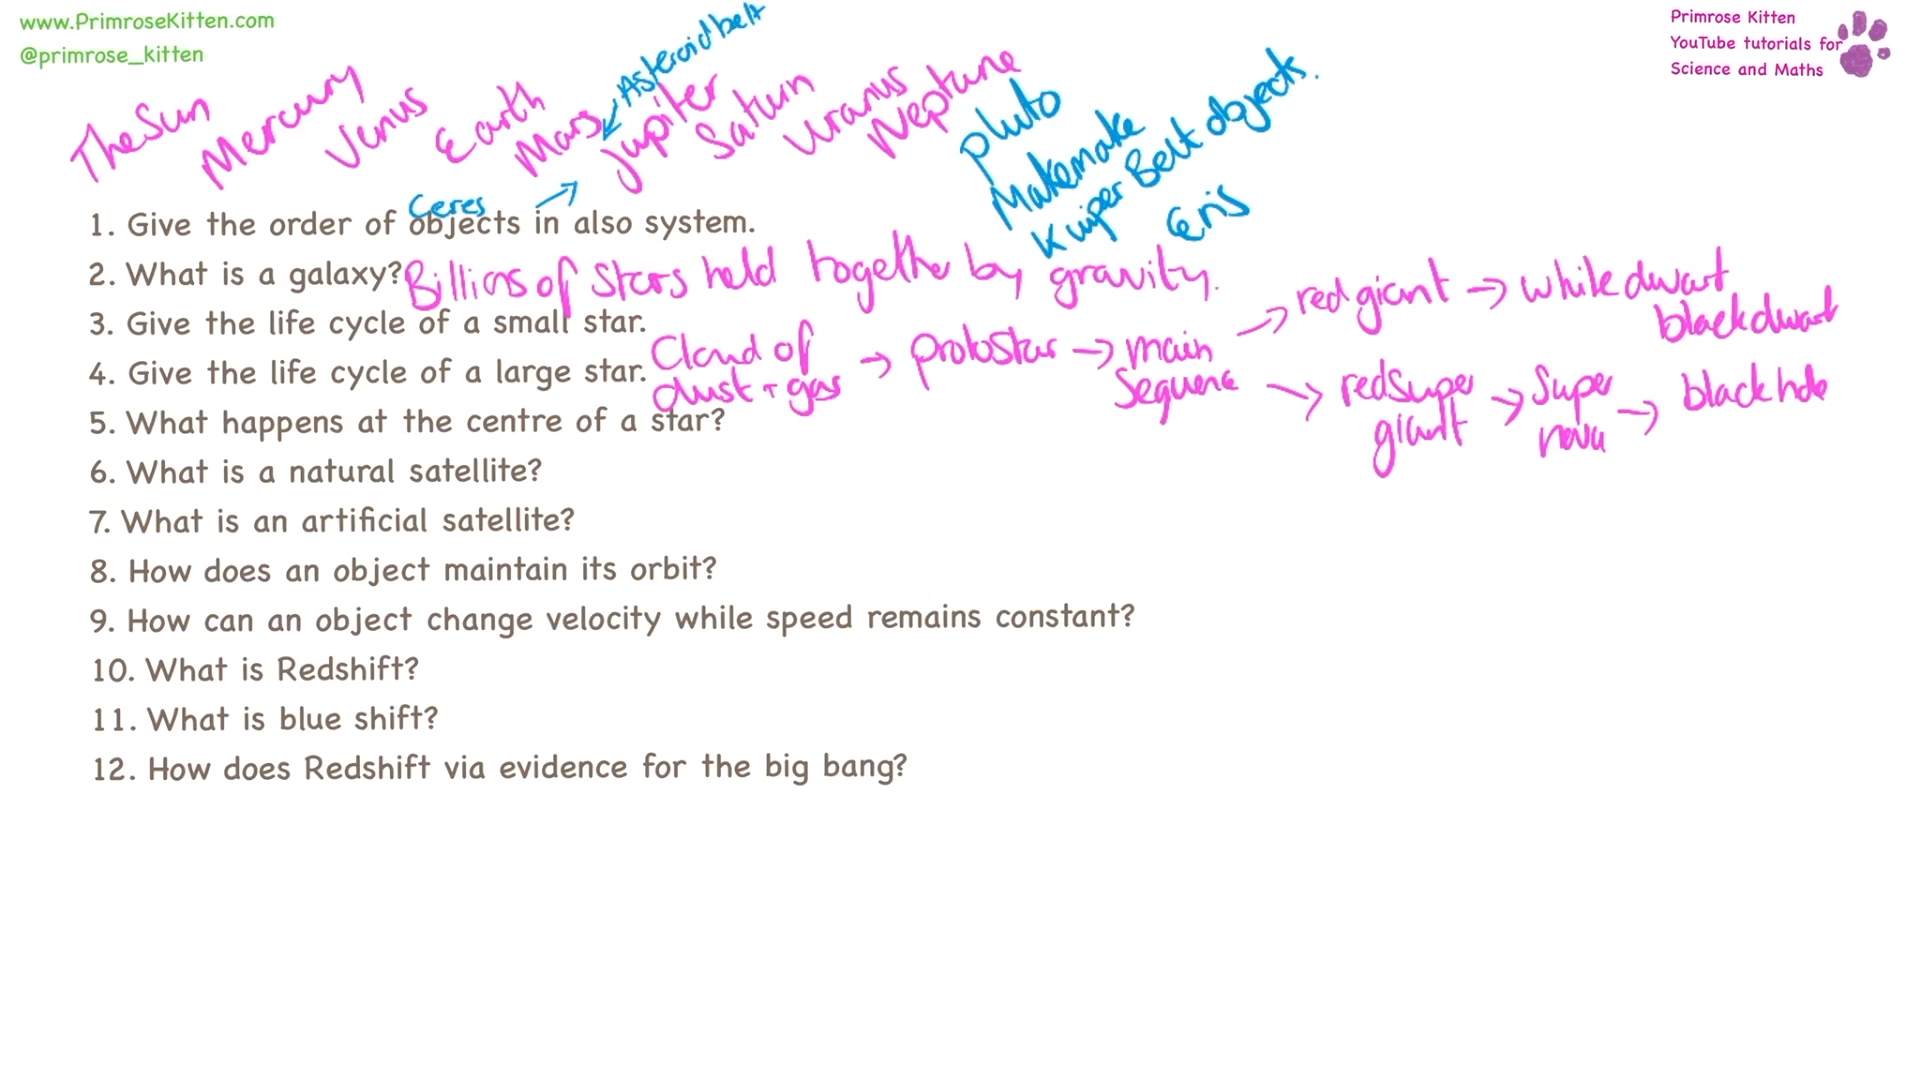 www.PrimroseKitten.com
@primrose_kitten
Primrose Kitten
YouTube tutorials for
Science and Maths
The Sun Mercury Venus Earth Mars Jupiter Saturn Uranus Neptune
Asteroid belt
Ceres
Pluto
Makemake
Kuiper Belt objects.
Eris
1. Give the order of objects in also system.
2. What is a galaxy? Billions of stars held together by gravity.
3. Give the life cycle of a small star.
4. Give the life cycle of a large star.
Cloud of
dust + gas → protostar → main
sequence
→ red giant → white dwarf
black dwarf
→ red super
giant → super
nova → black hole
5. What happens at the centre of a star?
6. What is a natural satellite?
7. What is an artificial satellite?
8. How does an object maintain its orbit?
9. How can an object change velocity while speed remains constant?
10. What is Redshift?
11. What is blue shift?
12. How does Redshift via evidence for the big bang?